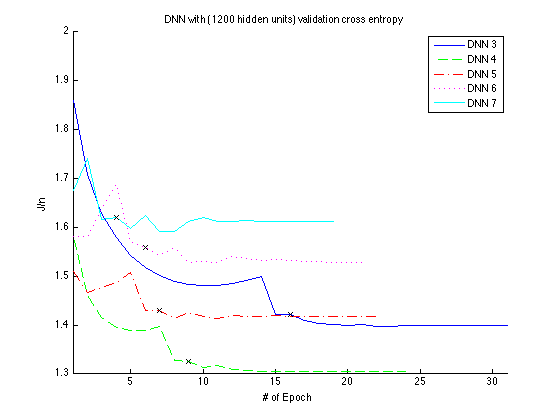 DNN with (1200 hidden units) validation cross entropy
2
1.9
1.8
1.7
1.6
1.5
1.4
1.3
J/n
DNN 3
DNN 4
DNN 5
DNN 6
DNN 7
5 10 15 20 25 30
# of Epoch